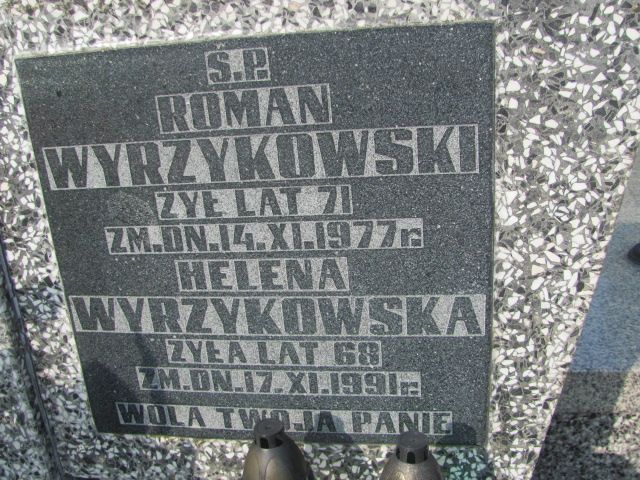 Ś.P.
ROMAN
WYRZYKOWSKI
ŻYŁ LAT 71
ZM.DN.14.XI.1977r.
HELENA
WYRZYKOWSKA
ŻYŁA LAT 68
ZM.DN.17.XI.1991r.
WOLA TWOJA PANIE